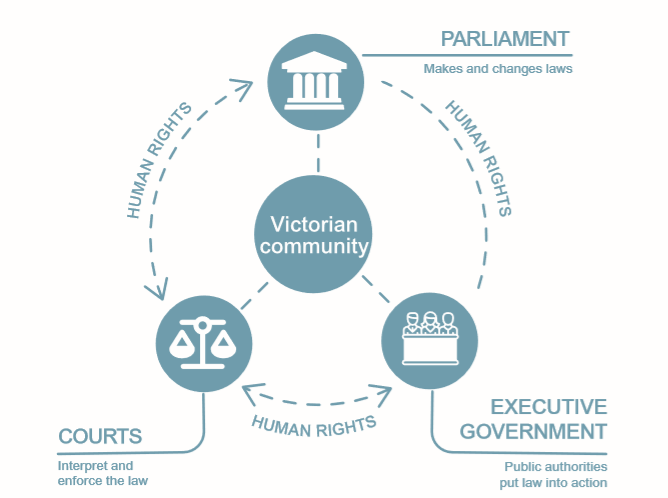 PARLIAMENT
Makes and changes laws
HUMAN RIGHTS
HUMAN RIGHTS
Victorian
community
COURTS
Interpret and
enforce the law
HUMAN RIGHTS
EXECUTIVE
GOVERNMENT
Public authorities
put law into action